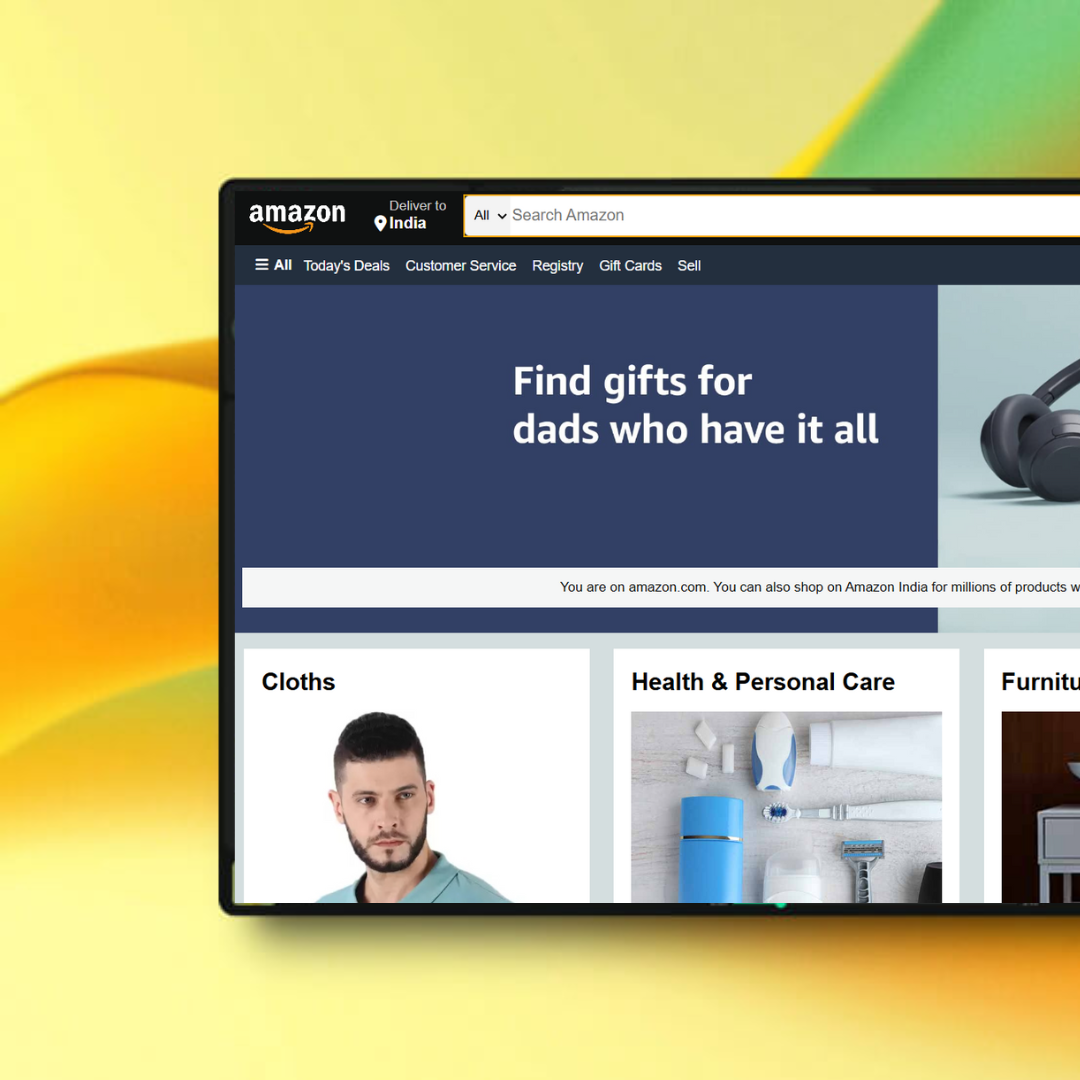 amazon
Deliver to
India
All
Search Amazon
All
Today's Deals
Customer Service
Registry
Gift Cards
Sell
Find gifts for
dads who have it all
You are on amazon.com. You can also shop on Amazon India for millions of products
Cloths
Health & Personal Care